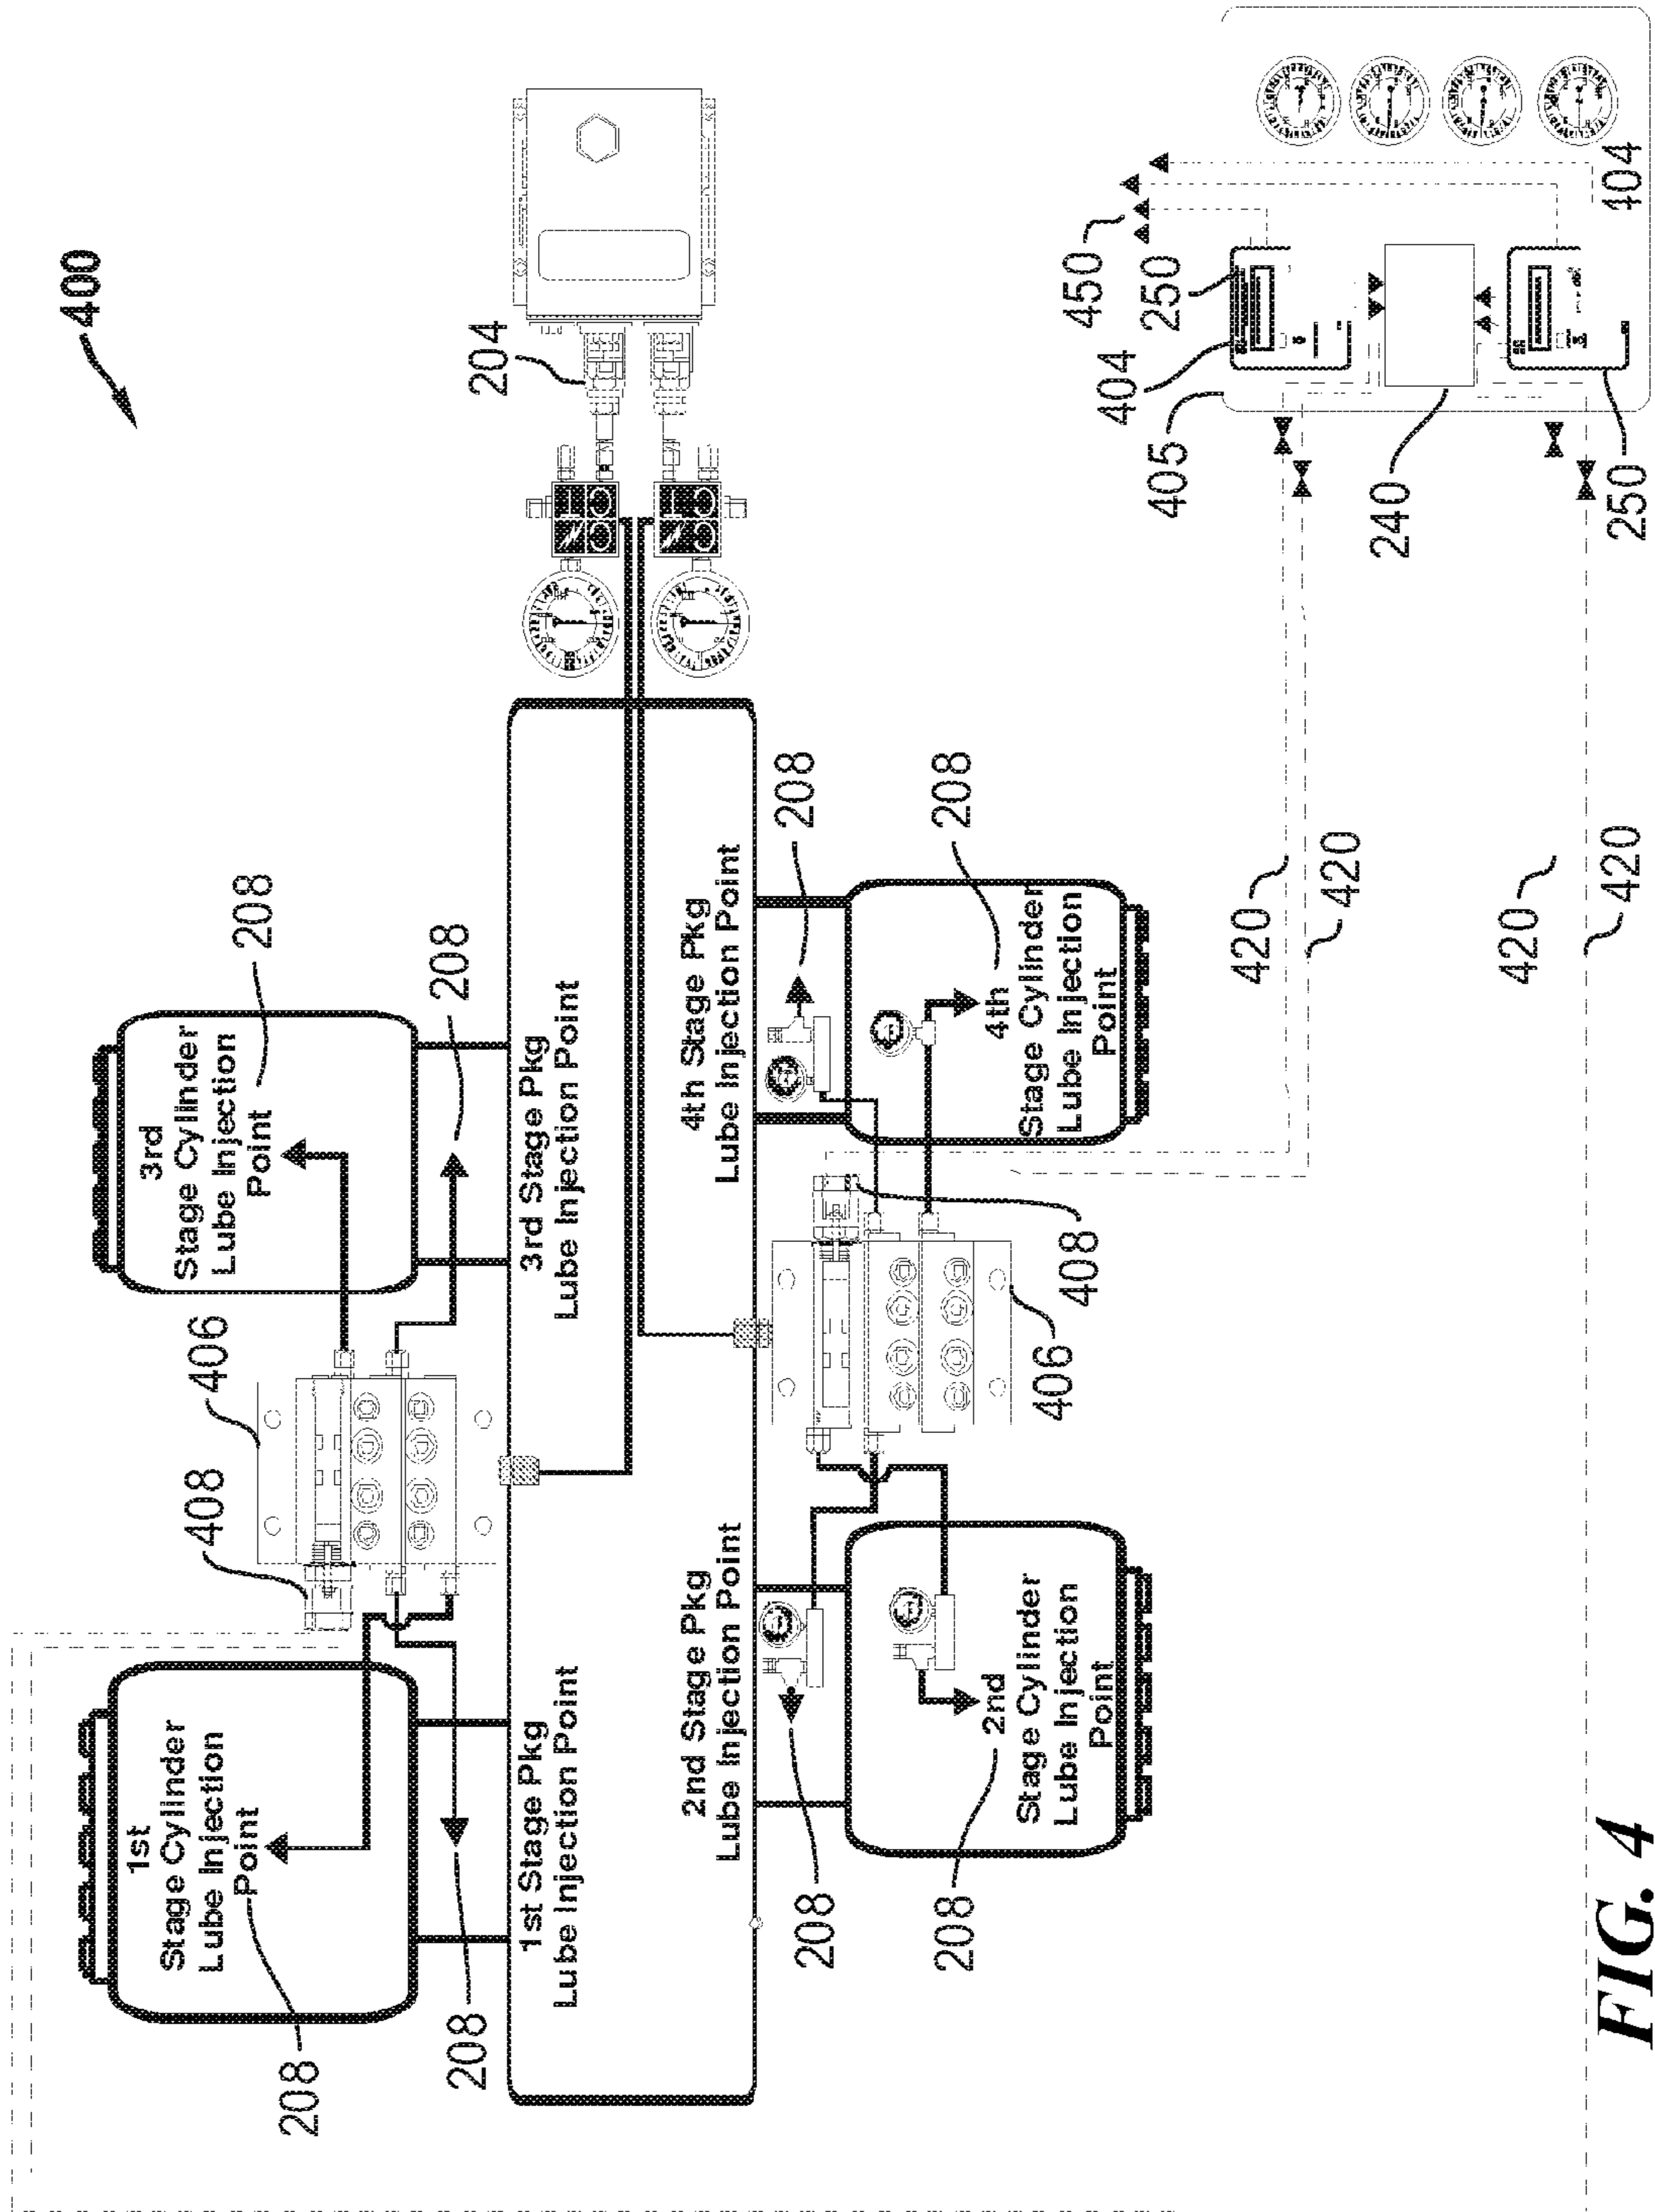 400
204
208
3rd
Stage Cylinder
Lube Injection
Point
406
408
1st
Stage Cylinder
Lube Injection
Point
208
208
208
3rd Stage Pkg
Lube Injection Point
1st Stage Pkg
Lube Injection Point
4th Stage Pkg
Lube Injection Point
2nd Stage Pkg
Lube Injection Point
208
208
4th
Stage Cylinder
Lube Injection
Point
408
406
208
208
2nd
Stage Cylinder
Lube Injection
Point
450
250
404
405
240
250
404
420
420
420
420
FIG. 4